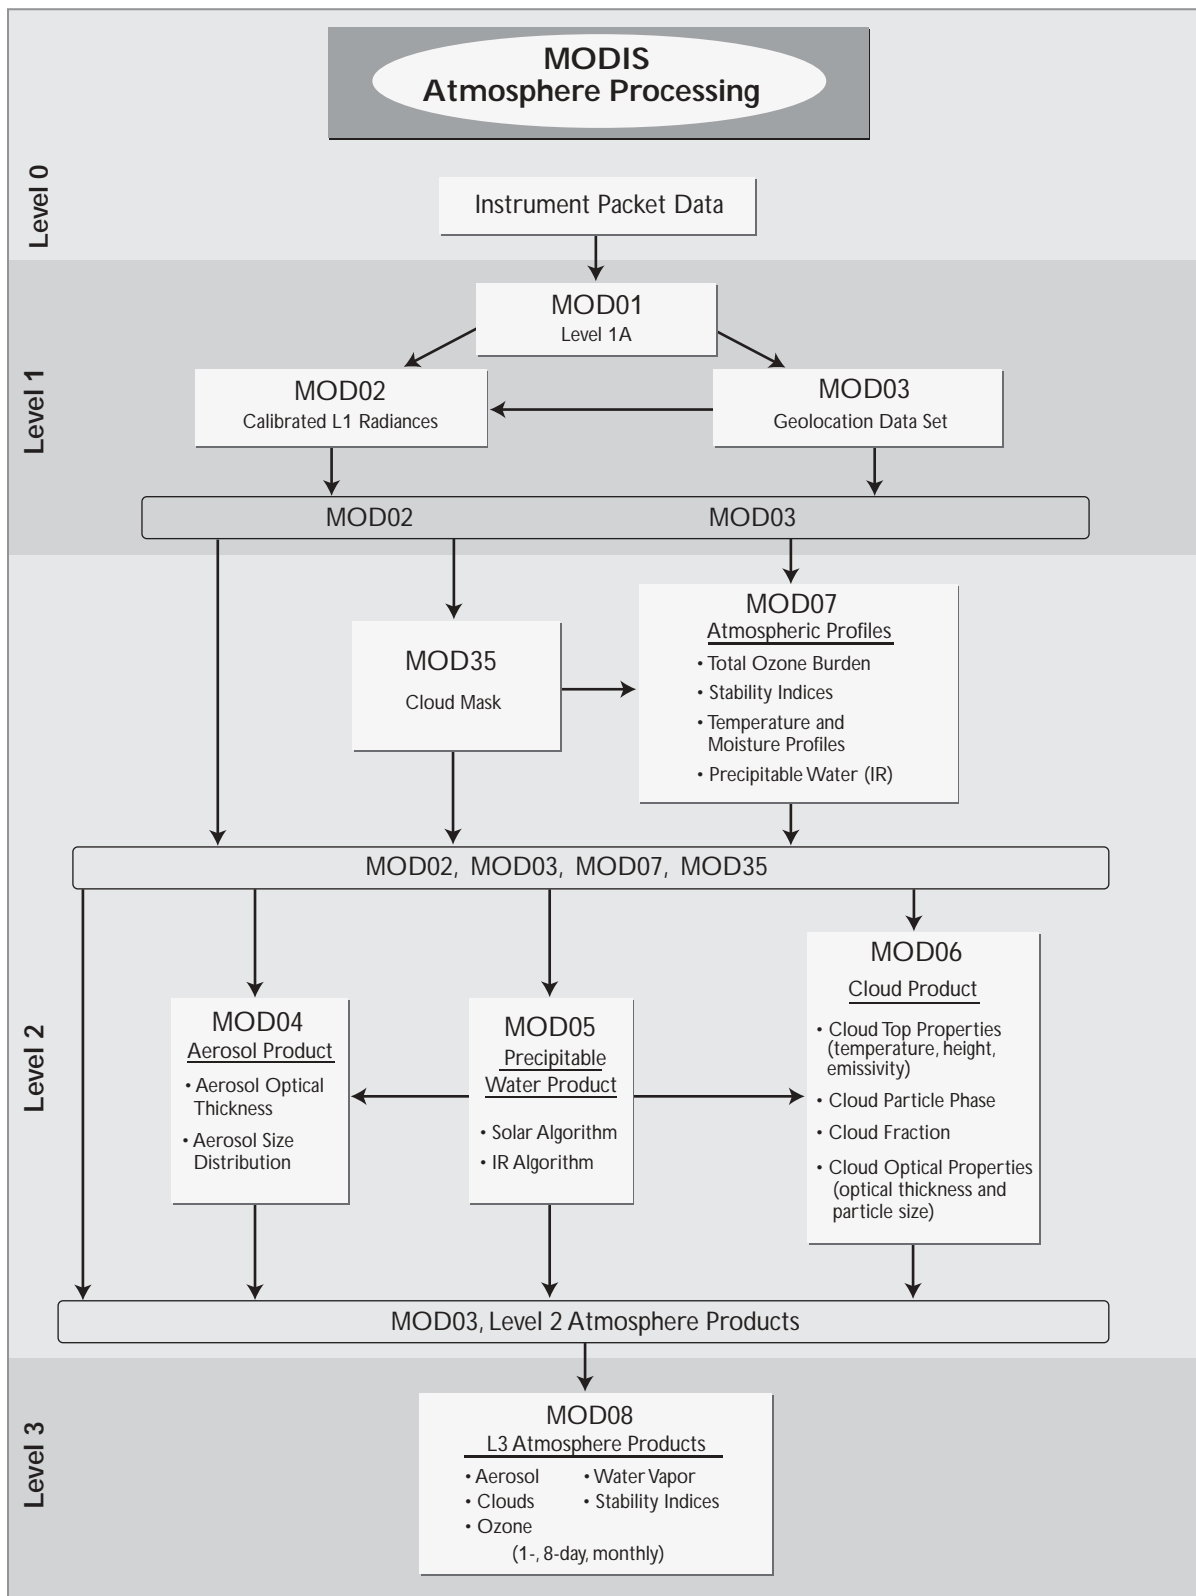 MODIS
Atmosphere Processing
Level 0
Instrument Packet Data
Level 1
MOD01
Level 1A
MOD02
Calibrated L1 Radiances
MOD03
Geolocation Data Set
MOD02 MOD03
Level 2
MOD35
Cloud Mask
MOD07
Atmospheric Profiles
• Total Ozone Burden
• Stability Indices
• Temperature and
Moisture Profiles
• Precipitable Water (IR)
MOD02, MOD03, MOD07, MOD35
MOD04
Aerosol Product
• Aerosol Optical
Thickness
• Aerosol Size
Distribution
MOD05
Precipitable
Water Product
• Solar Algorithm
• IR Algorithm
MOD06
Cloud Product
• Cloud Top Properties
(temperature, height,
emissivity)
• Cloud Particle Phase
• Cloud Fraction
• Cloud Optical Properties
(optical thickness and
particle size)
MOD03, Level 2 Atmosphere Products
Level 3
MOD08
L3 Atmosphere Products
• Aerosol
• Clouds
• Ozone
• Water Vapor
• Stability Indices
(1-, 8-day, monthly)